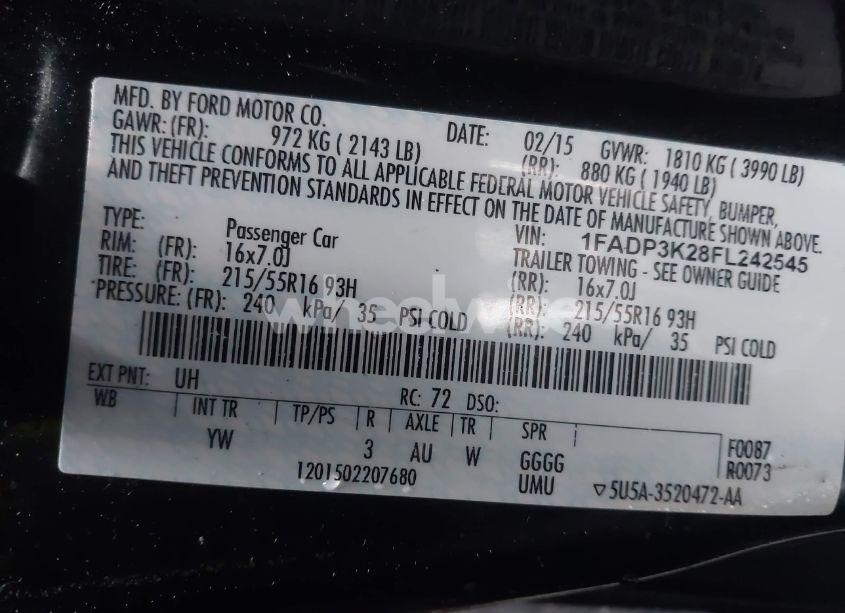 MFD. BY FORD MOTOR CO. DATE: 02/15 GVWR: 1810 KG ( 3990 LB)
GAWR: (FR): 972 KG ( 2143 LB) (RR): 880 KG ( 1940 LB)
THIS VEHICLE CONFORMS TO ALL APPLICABLE FEDERAL MOTOR VEHICLE SAFETY, BUMPER,
AND THEFT PREVENTION STANDARDS IN EFFECT ON THE DATE OF MANUFACTURE SHOWN ABOVE.
VIN: 1FADP3K28FL242545
TYPE: Passenger Car TRAILER TOWING - SEE OWNER GUIDE
RIM: (FR): 16x7.0J (RR): 16x7.0J
TIRE: (FR): 215/55R16 93H (RR): 215/55R16 93H
PRESSURE: (FR): 240 kPa/ 35 PSI COLD (RR): 240 kPa/ 35 PSI COLD
EXT PNT: UH RC: 72 DSO:
WB INT TR TP/PS R AXLE TR SPR
YW 3 AU W GGGG F0087
UMU R0073
1201502207680 ▽5U5A-3520472-AA